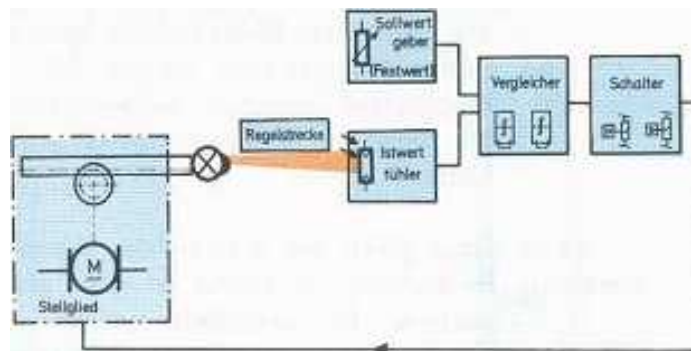 Sollwert
geber
(Festwert)
Vergleicher
Schalter
Regelstrecke
Istwert
fühler
M
Stellglied